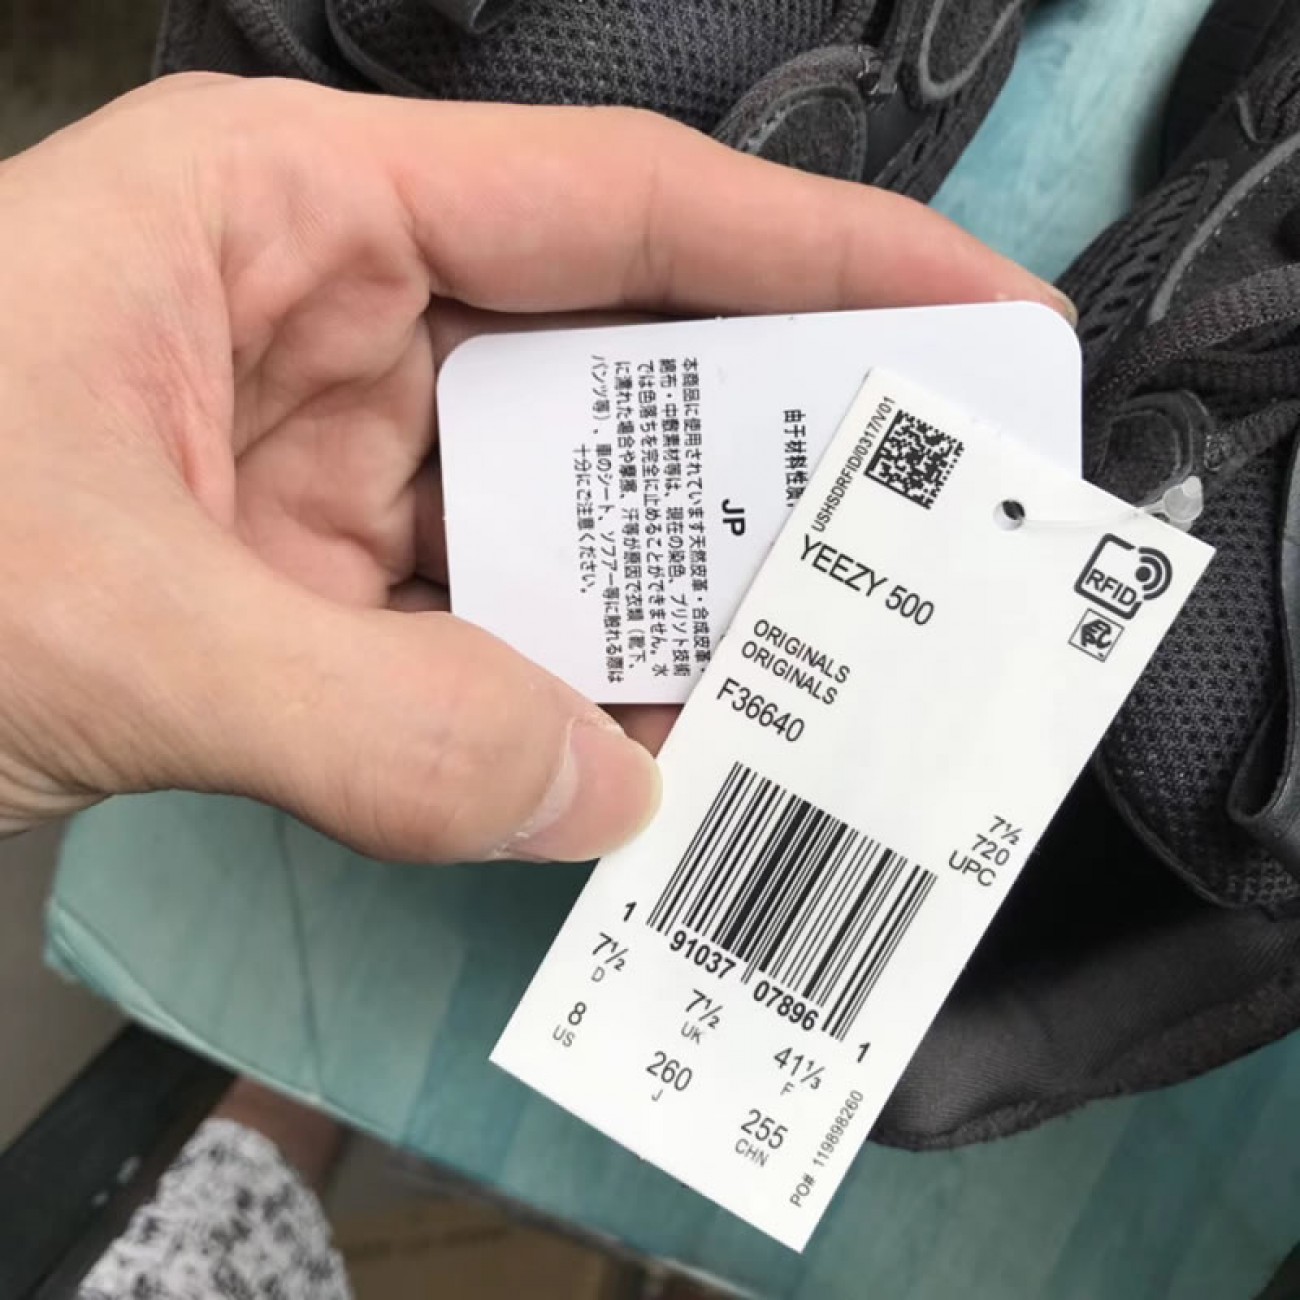 本商品に使用されています天然皮革・合成皮革・
綿布・中敷素材等は、現在の染色、プリント技術
では色落ちを完全に止めることができません。水
に濡れた場合や摩擦、汗等が原因で衣類（靴下、
パンツ等）、車のシート、ソファー等に触れる際は
十分にご注意ください。
JP
由于材料性质
USHSDRFID/0317/V01
YEEZY 500
ORIGINALS
ORIGINALS
F36640
RFID
7½
720
UPC
1 91037 07896 1
7½
D
8
US
7½
UK
260
J
41⅓
F
255
CHN
PO# 119898260